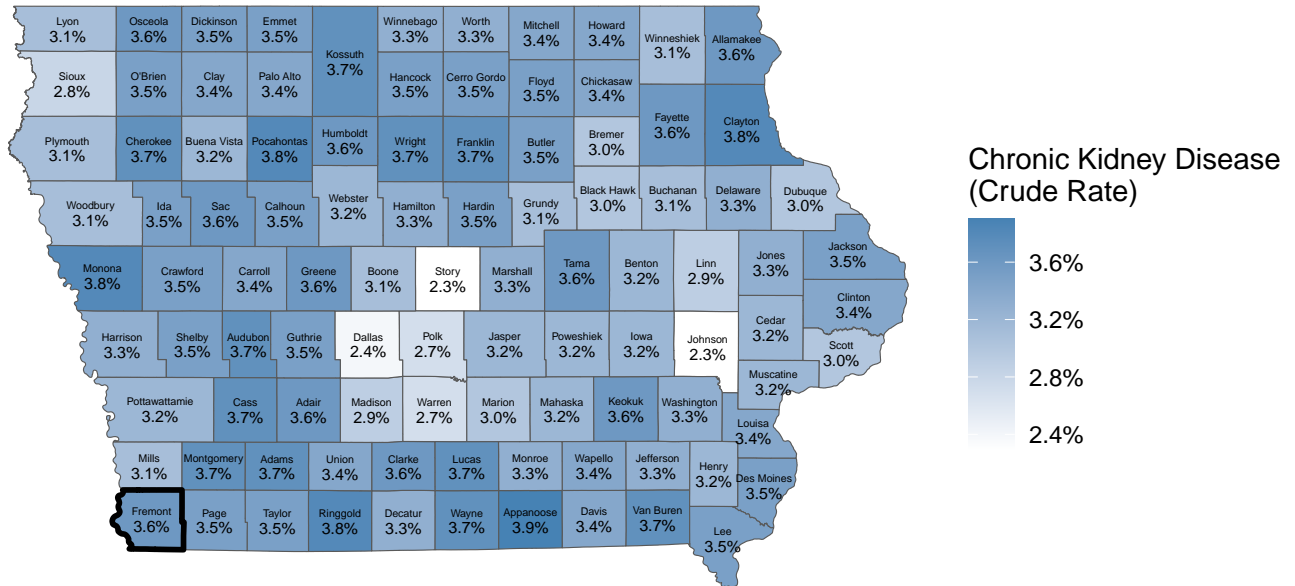 Lyon
3.1%
Osceola
3.6%
Dickinson
3.5%
Emmet
3.5%
Kossuth
3.7%
Winnebago
3.3%
Worth
3.3%
Mitchell
3.4%
Howard
3.4%
Winneshiek
3.1%
Allamakee
3.6%
Sioux
2.8%
O'Brien
3.5%
Clay
3.4%
Palo Alto
3.4%
Hancock
3.5%
Cerro Gordo
3.5%
Floyd
3.5%
Chickasaw
3.4%
Fayette
3.6%
Clayton
3.8%
Plymouth
3.1%
Cherokee
3.7%
Buena Vista
3.2%
Pocahontas
3.8%
Humboldt
3.6%
Wright
3.7%
Franklin
3.7%
Butler
3.5%
Bremer
3.0%
Woodbury
3.1%
Ida
3.5%
Sac
3.6%
Calhoun
3.5%
Webster
3.2%
Hamilton
3.3%
Hardin
3.5%
Grundy
3.1%
Black Hawk
3.0%
Buchanan
3.1%
Delaware
3.3%
Dubuque
3.0%
Monona
3.8%
Crawford
3.5%
Carroll
3.4%
Greene
3.6%
Boone
3.1%
Story
2.3%
Marshall
3.3%
Tama
3.6%
Benton
3.2%
Linn
2.9%
Jones
3.3%
Jackson
3.5%
Clinton
3.4%
Harrison
3.3%
Shelby
3.5%
Audubon
3.7%
Guthrie
3.5%
Dallas
2.4%
Polk
2.7%
Jasper
3.2%
Poweshiek
3.2%
Iowa
3.2%
Johnson
2.3%
Cedar
3.2%
Scott
3.0%
Muscatine
3.2%
Pottawattamie
3.2%
Cass
3.7%
Adair
3.6%
Madison
2.9%
Warren
2.7%
Marion
3.0%
Mahaska
3.2%
Keokuk
3.6%
Washington
3.3%
Louisa
3.4%
Mills
3.1%
Montgomery
3.7%
Adams
3.7%
Union
3.4%
Clarke
3.6%
Lucas
3.7%
Monroe
3.3%
Wapello
3.4%
Jefferson
3.3%
Henry
3.2%
Des Moines
3.5%
Fremont
3.6%
Page
3.5%
Taylor
3.5%
Ringgold
3.8%
Decatur
3.3%
Wayne
3.7%
Appanoose
3.9%
Davis
3.4%
Van Buren
3.7%
Lee
3.5%
Chronic Kidney Disease
(Crude Rate)
3.6%
3.2%
2.8%
2.4%